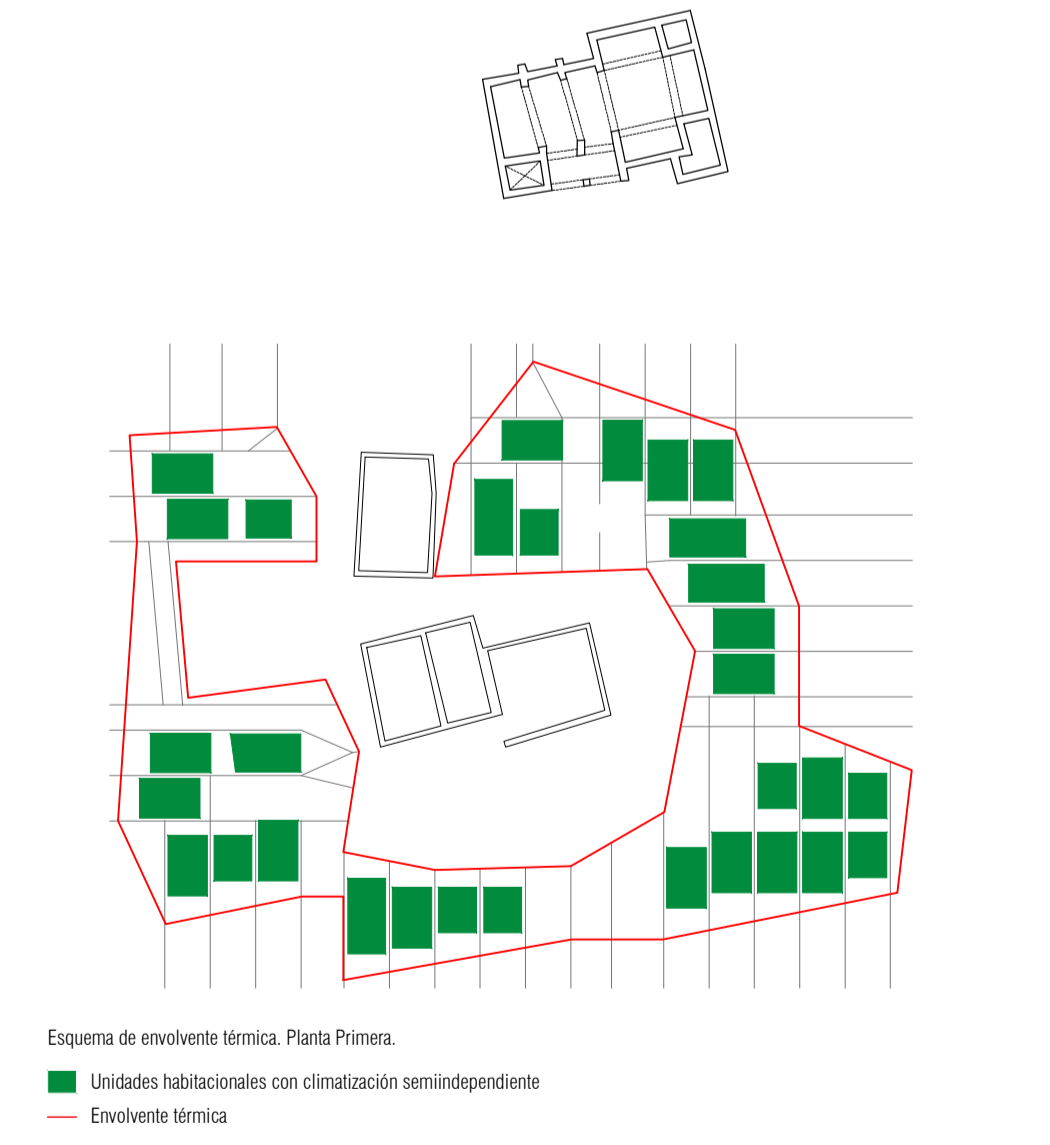 Esquema de envolvente térmica. Planta Primera.
Unidades habitacionales con climatización semiindependiente
Envolvente térmica